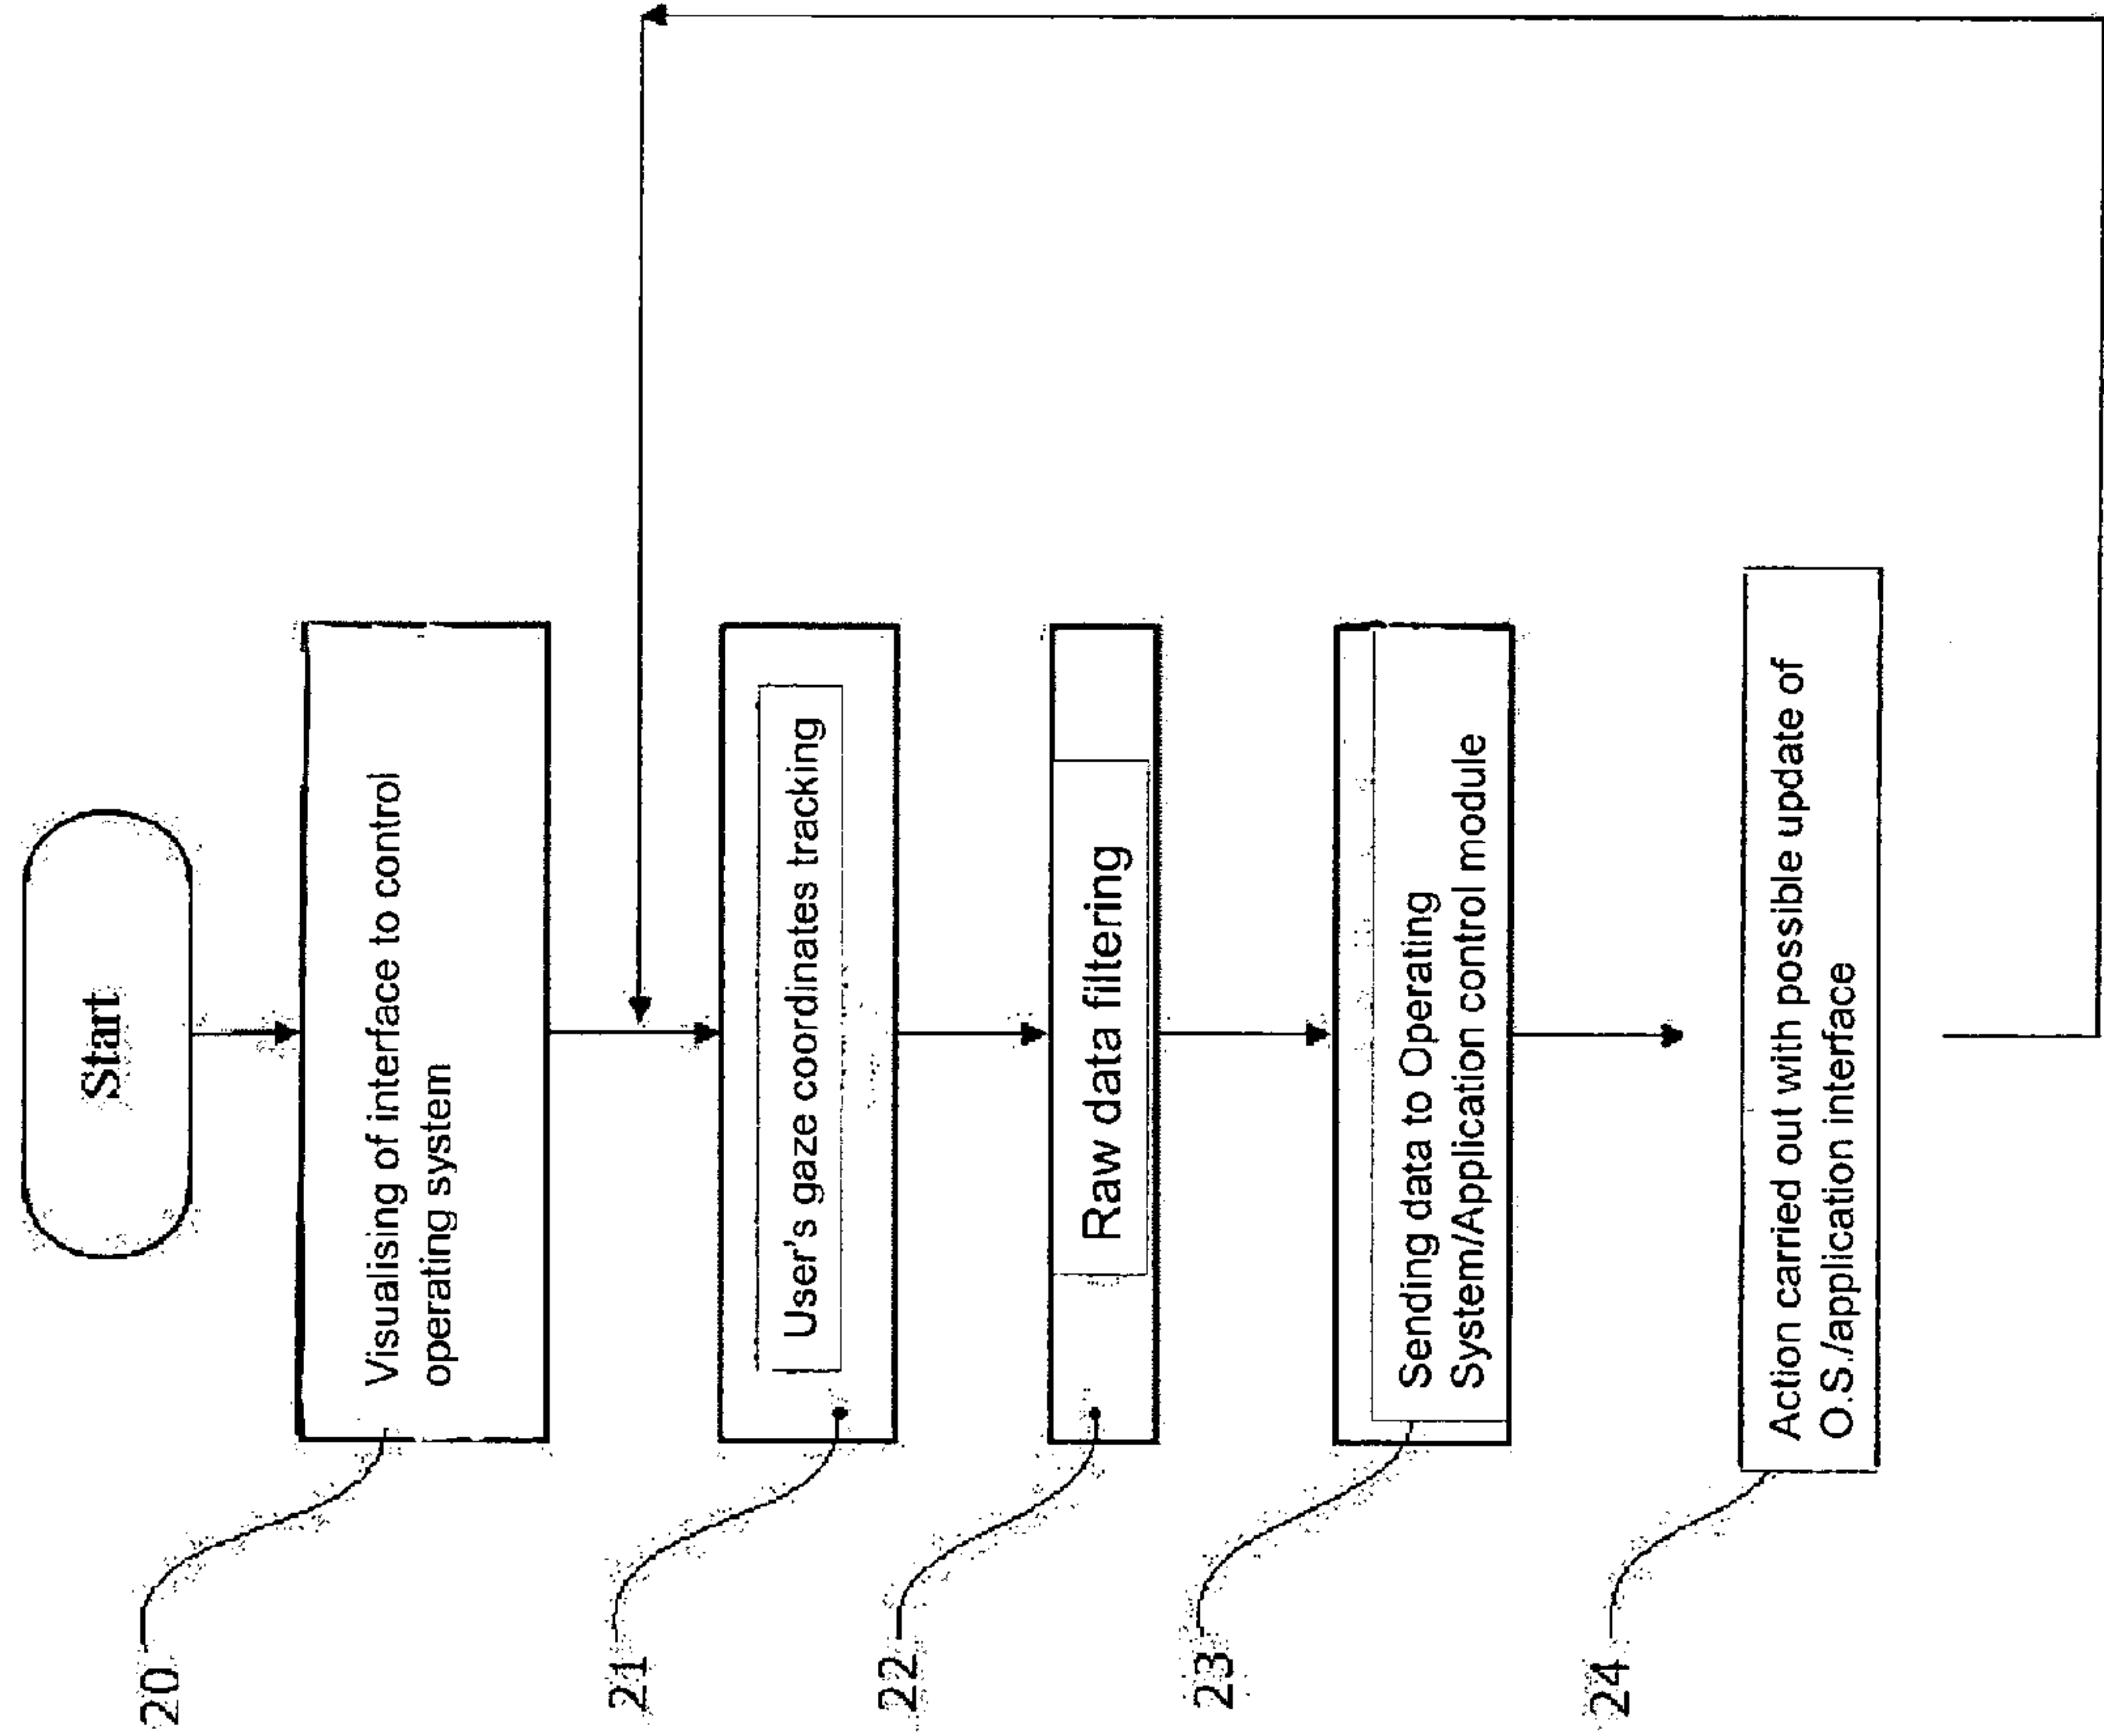 Start
20
Visualising of interface to control
operating system
21
User's gaze coordinates tracking
22
Raw data filtering
23
Sending data to Operating
System/Application control module
24
Action carried out with possible update of
O.S./application interface